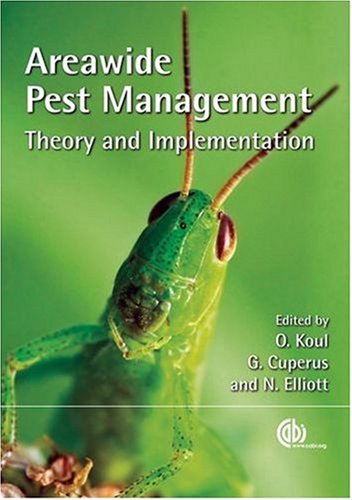 Areawide
Pest Management
Theory and Implementation
Edited by
O. Koul
G. Cuperus
and N. Elliott
cabi
www.cabi.org